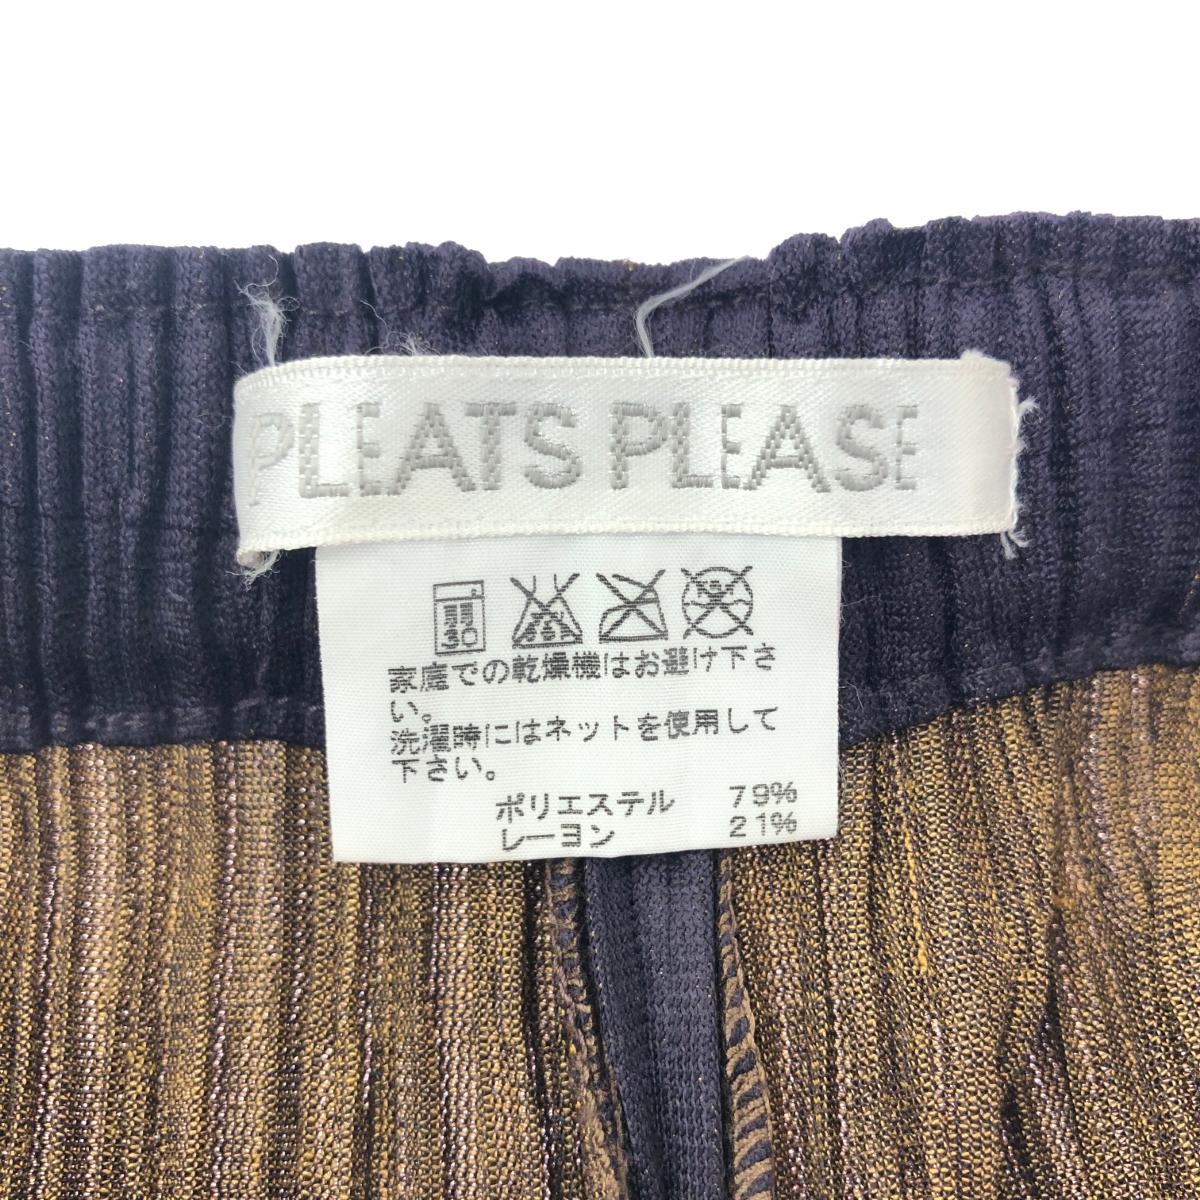 PLEATS PLEASE
弱
30
家庭での乾燥機はお避け下さ
い。
洗濯時にはネットを使用して
下さい。
ポリエステル 79%
レーヨン 21%